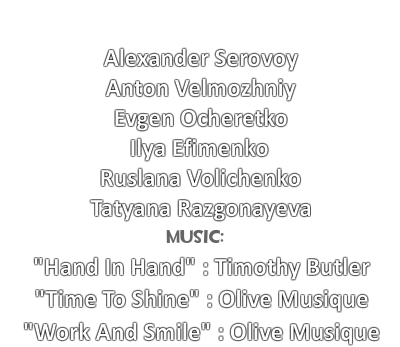 Alexander Serovoy
Anton Velmozhniy
Evgen Ocheretko
Ilya Efimenko
Ruslana Volichenko
Tatyana Razgonayeva
MUSIC:
"Hand In Hand" : Timothy Butler
"Time To Shine" : Olive Musique
"Work And Smile" : Olive Musique